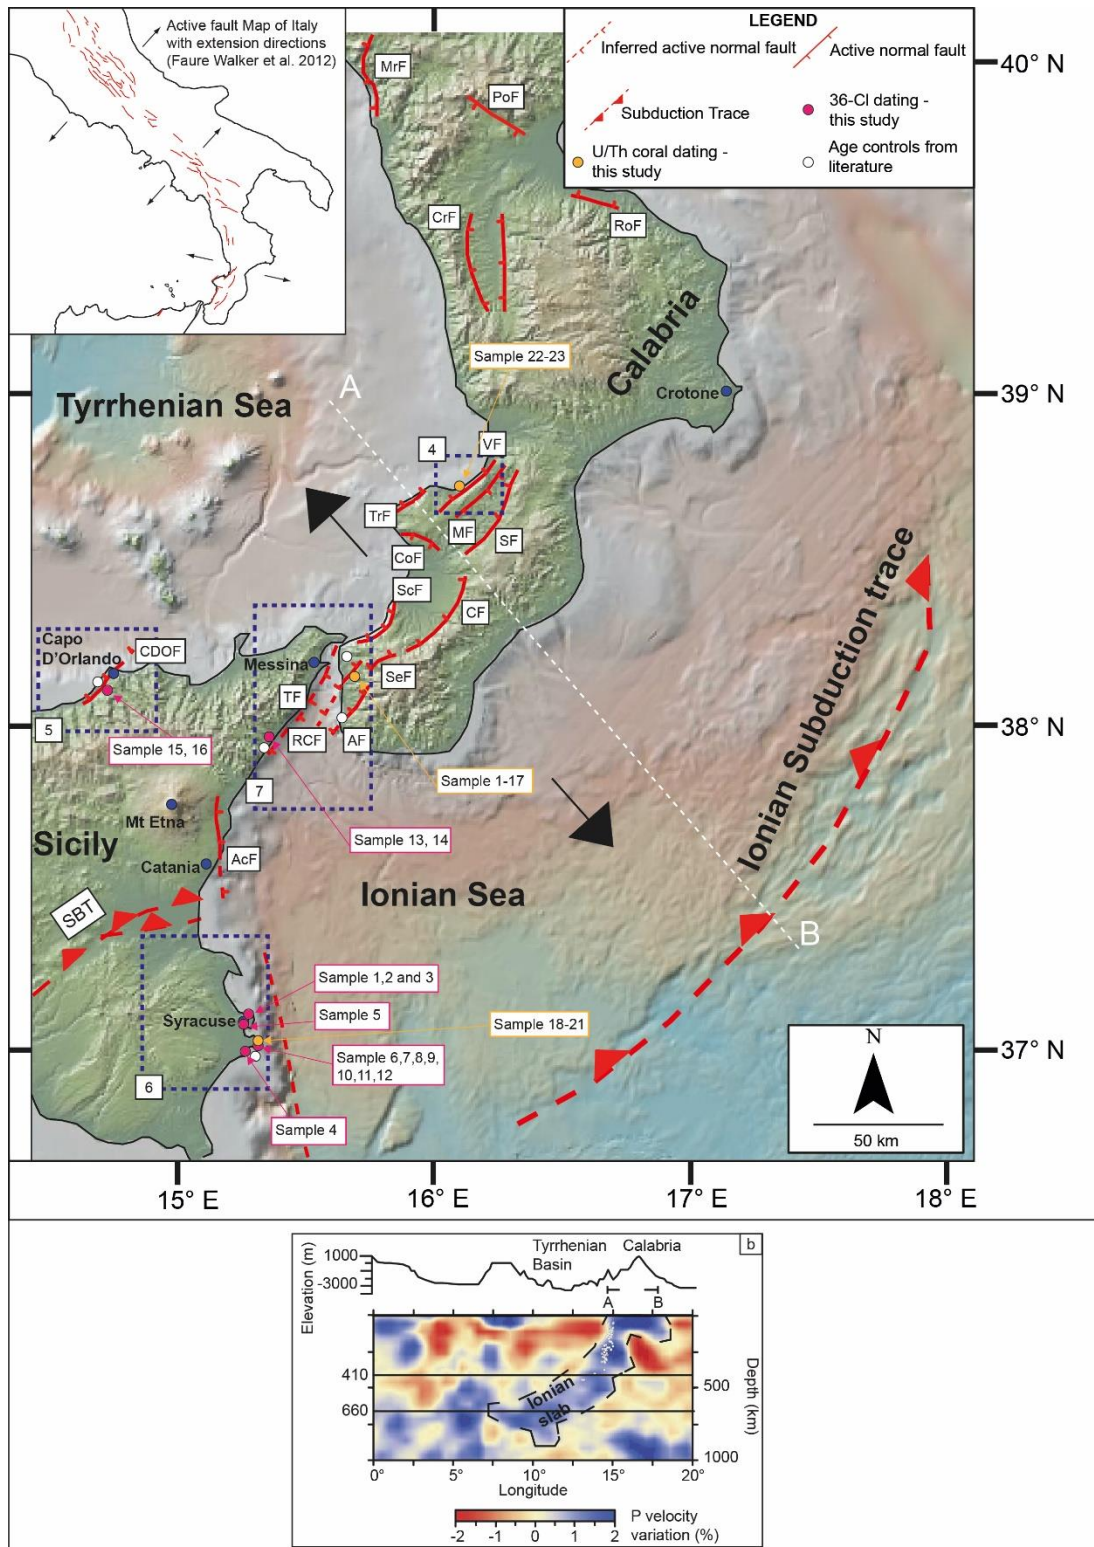 Active fault Map of Italy
with extension directions
(Faure Walker et al. 2012)
LEGEND
Inferred active normal fault
Active normal fault
Subduction Trace
36-Cl dating -
this study
U/Th coral dating -
this study
Age controls from
literature
40° N
MrF
PoF
CrF
RoF
Calabria
Sample 22-23
A
Tyrrhenian Sea
Crotone
39° N
4
VF
TrF
MF
SF
CoF
ScF
CF
Capo
D'Orlando
CDOF
Messina
TF
SeF
5
RCF
AF
38° N
Sample 15, 16
7
Sample 1-17
Mt Etna
Sample 13, 14
Sicily
Catania
AcF
Ionian Sea
Ionian Subduction trace
SBT
B
Sample 1,2 and 3
Syracuse
Sample 5
Sample 18-21
Sample 6,7,8,9,
10,11,12
37° N
6
Sample 4
N
50 km
15° E
16° E
17° E
18° E
b
Tyrrhenian
Basin
Calabria
Elevation (m)
1000
-3000
A
B
410
660
Ionian
slab
500
1000
Depth (km)
0°
5°
10°
15°
20°
Longitude
-2
-1
0
1
2
P velocity
variation (%)